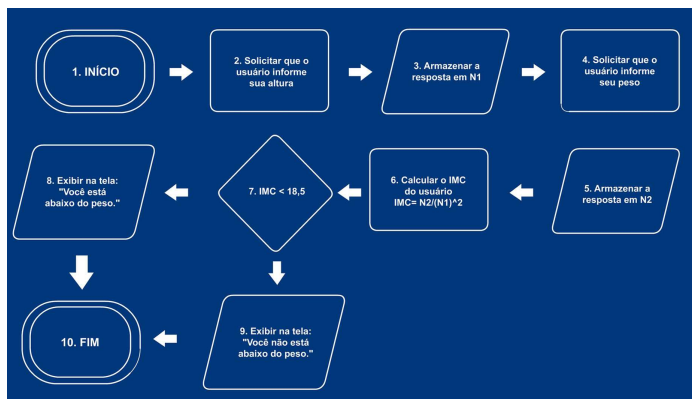 1. INÍCIO
2. Solicitar que o
usuário informe
sua altura
3. Armazenar a
resposta em N1
4. Solicitar que o
usuário informe
seu peso
5. Armazenar a
resposta em N2
6. Calcular o IMC
do usuário
IMC= N2/(N1)^2
7. IMC < 18,5
8. Exibir na tela:
"Você está
abaixo do peso."
9. Exibir na tela:
"Você não está
abaixo do peso."
10. FIM